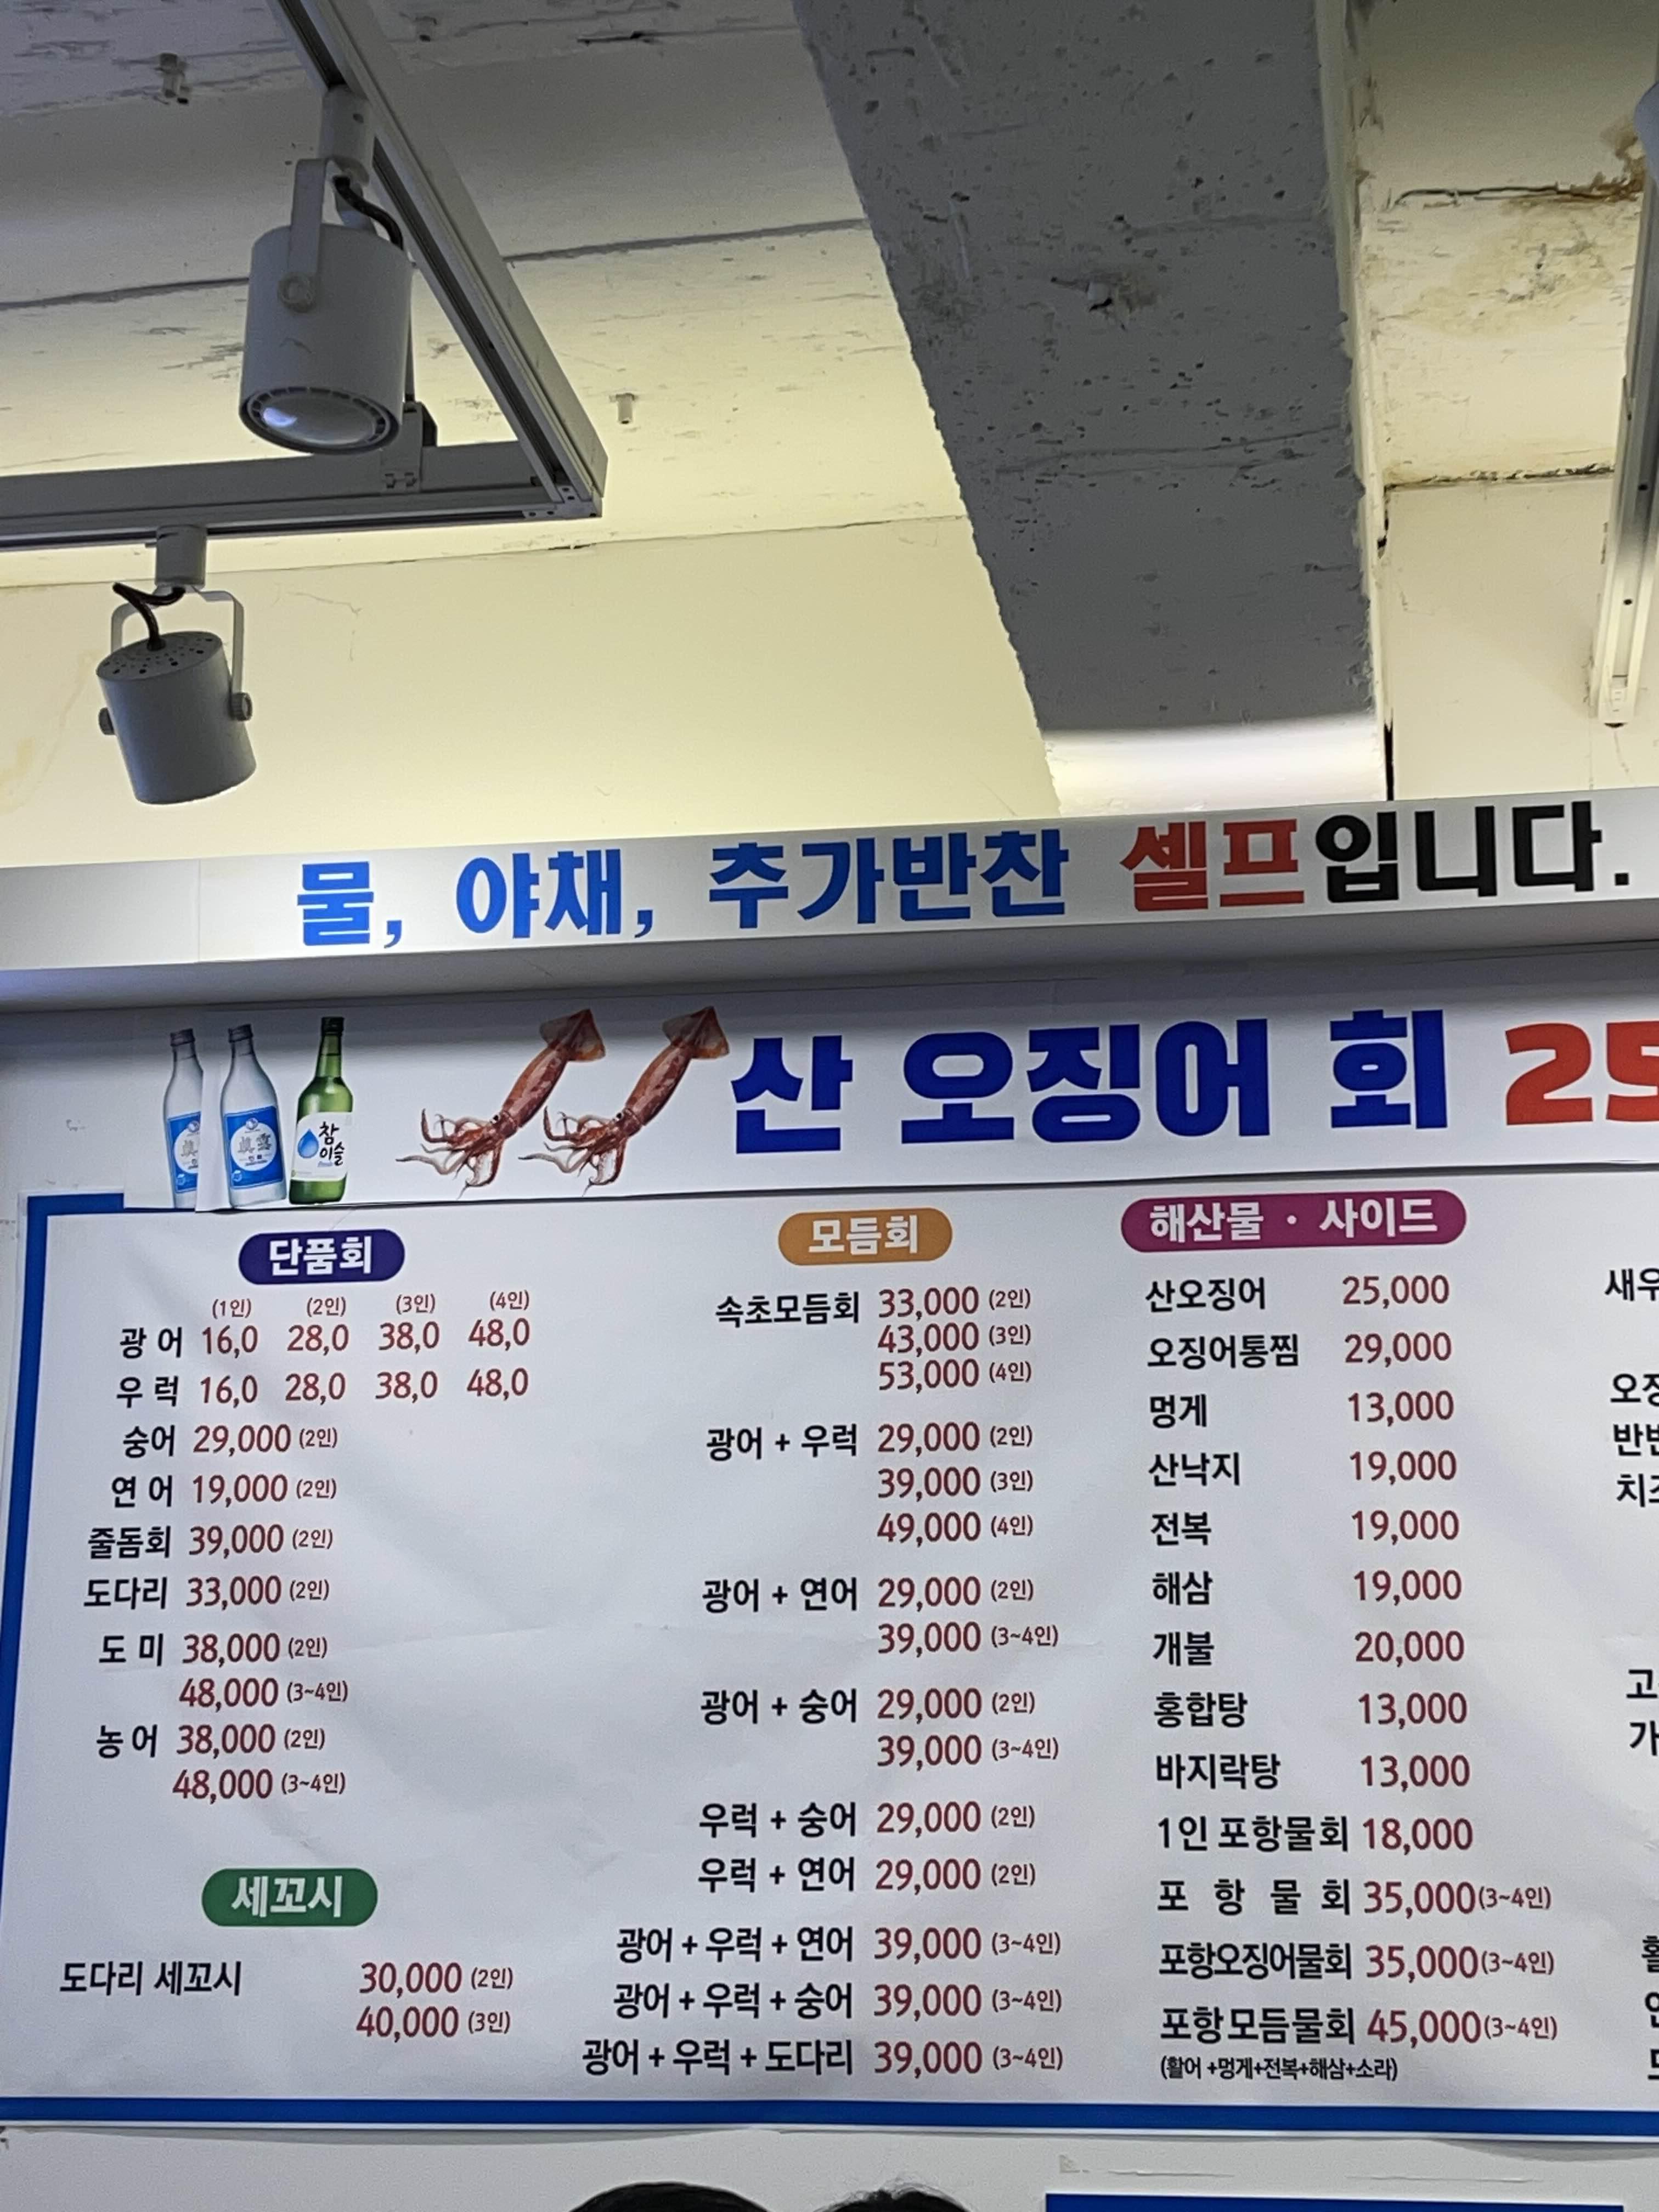 물, 야채, 추가반찬 셀프입니다.
산 오징어 회 25
참
이슬
단품회
(1인) (2인) (3인) (4인)
광 어 16,0 28,0 38,0 48,0
우 럭 16,0 28,0 38,0 48,0
숭어 29,000 (2인)
연 어 19,000 (2인)
줄돔회 39,000 (2인)
도다리 33,000 (2인)
도 미 38,000 (2인)
48,000 (3~4인)
농 어 38,000 (2인)
48,000 (3~4인)
세꼬시
도다리 세꼬시 30,000 (2인)
40,000 (3인)
모듬회
속초모듬회 33,000 (2인)
43,000 (3인)
53,000 (4인)
광어 + 우럭 29,000 (2인)
39,000 (3인)
49,000 (4인)
광어 + 연어 29,000 (2인)
39,000 (3~4인)
광어 + 숭어 29,000 (2인)
39,000 (3~4인)
우럭 + 숭어 29,000 (2인)
우럭 + 연어 29,000 (2인)
광어 + 우럭 + 연어 39,000 (3~4인)
광어 + 우럭 + 숭어 39,000 (3~4인)
광어 + 우럭 + 도다리 39,000 (3~4인)
해산물 · 사이드
산오징어 25,000
오징어통찜 29,000
멍게 13,000
산낙지 19,000
전복 19,000
해삼 19,000
개불 20,000
홍합탕 13,000
바지락탕 13,000
1인 포항물회 18,000
포 항 물 회 35,000(3~4인)
포항오징어물회 35,000(3~4인)
포항모듬물회 45,000(3~4인)
(활어+멍게+전복+해삼+소라)
새우